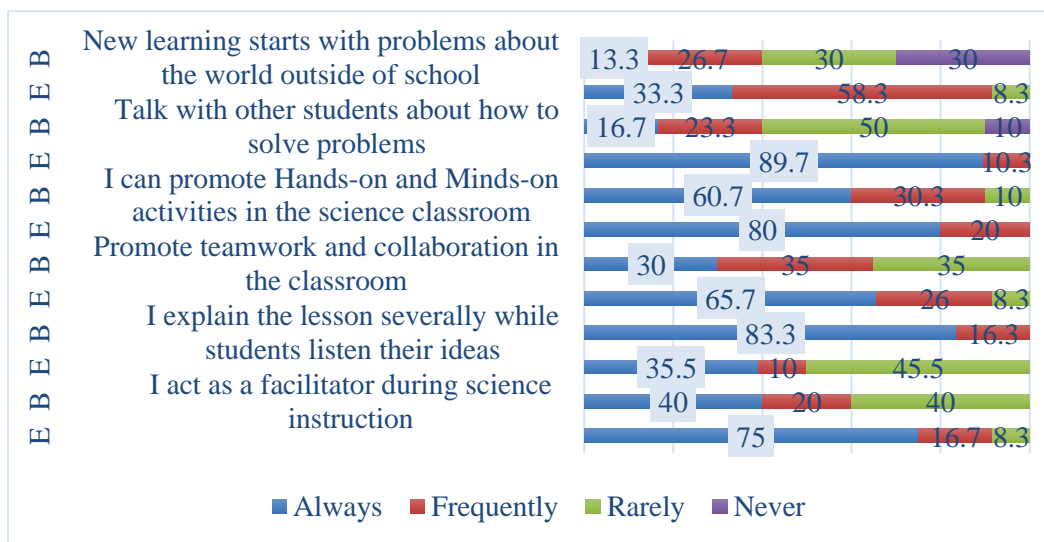 New learning starts with problems about
the world outside of school
Talk with other students about how to
solve problems
I can promote Hands-on and Minds-on
activities in the science classroom
Promote teamwork and collaboration in
the classroom
I explain the lesson severally while
students listen their ideas
I act as a facilitator during science
instruction
E B E B E B E B E B E B
13.3 26.7 30 30
33.3 58.3 8.3
16.7 23.3 50 10
89.7 10.3
60.7 30.3 10
80 20
30 35 35
65.7 26 8.3
83.3 16.3
35.5 10 45.5
40 20 40
75 16.7 8.3
Always Frequently Rarely Never